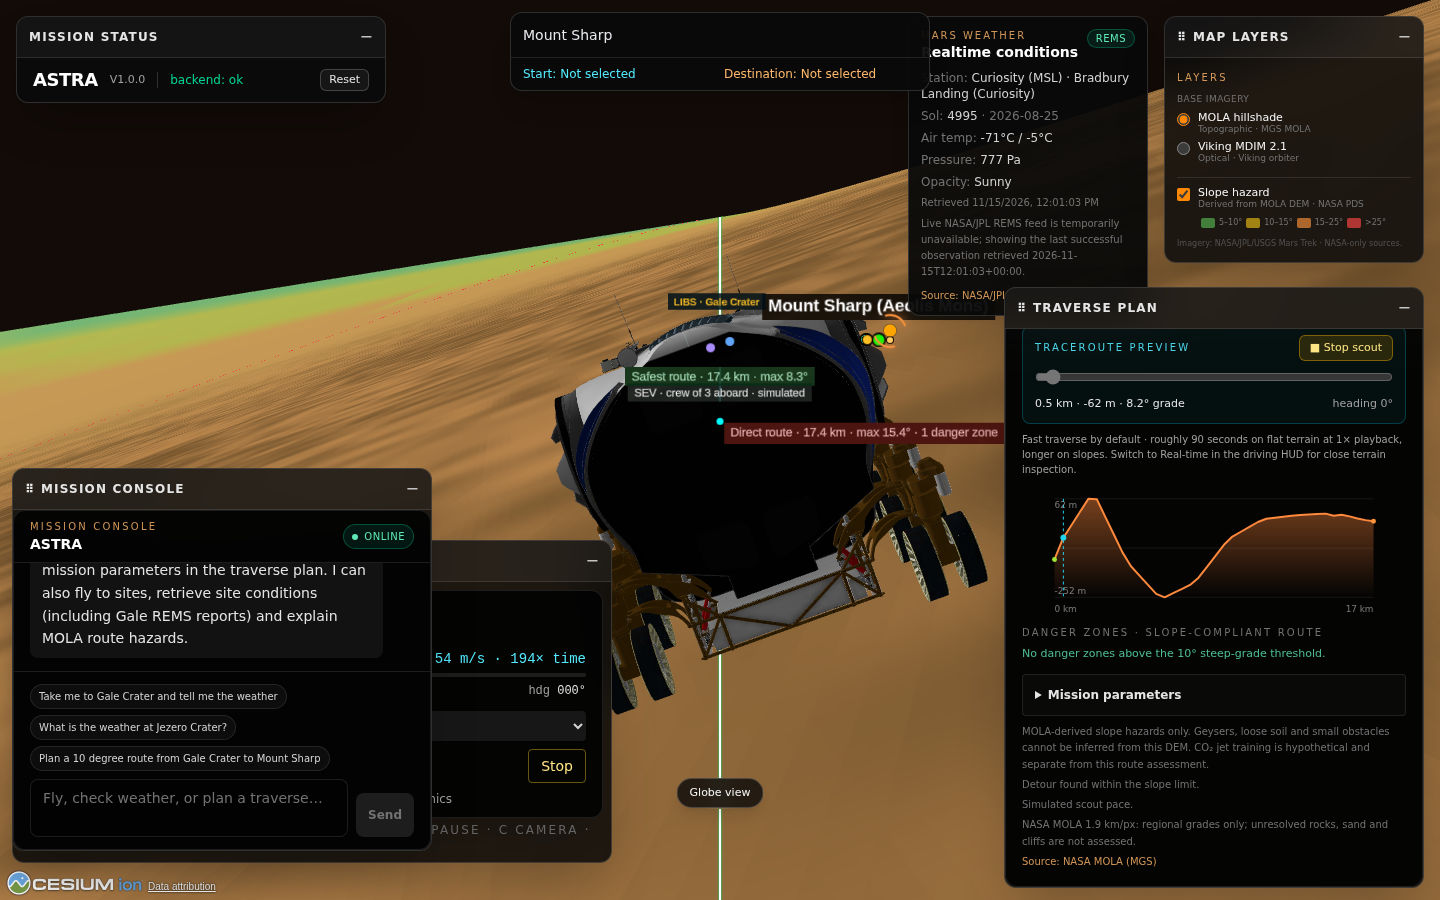 MISSION STATUS
ASTRA V1.0.0 backend: ok Reset
Mount Sharp
Start: Not selected Destination: Not selected
ARS WEATHER REMS
Realtime conditions
tation: Curiosity (MSL) · Bradbury
Landing (Curiosity)
Sol: 4995 · 2026-08-25
Air temp: -71°C / -5°C
Pressure: 777 Pa
Opacity: Sunny
Retrieved 11/15/2026, 12:01:03 PM
Live NASA/JPL REMS feed is temporarily
unavailable; showing the last successful
observation retrieved 2026-11-
15T12:01:03+00:00.
Source: NASA/JPL
MAP LAYERS
LAYERS
BASE IMAGERY
MOLA hillshade
Topographic · MGS MOLA
Viking MDIM 2.1
Optical · Viking orbiter
Slope hazard
Derived from MOLA DEM · NASA PDS
5–10° 10–15° 15–25° >25°
Imagery: NASA/JPL/USGS Mars Trek · NASA-only sources.
LIBS · Gale Crater
Mount Sharp (Aeolis Mons)
Safest route · 17.4 km · max 8.3°
SEV · crew of 3 aboard · simulated
Direct route · 17.4 km · max 15.4° · 1 danger zone
TRAVERSE PLAN
TRACEROUTE PREVIEW Stop scout
0.5 km · -62 m · 8.2° grade heading 0°
Fast traverse by default · roughly 90 seconds on flat terrain at 1× playback,
longer on slopes. Switch to Real-time in the driving HUD for close terrain
inspection.
62 m
-252 m
0 km 17 km
DANGER ZONES · SLOPE-COMPLIANT ROUTE
No danger zones above the 10° steep-grade threshold.
Mission parameters
MOLA-derived slope hazards only. Geysers, loose soil and small obstacles
cannot be inferred from this DEM. CO₂ jet training is hypothetical and
separate from this route assessment.
Detour found within the slope limit.
Simulated scout pace.
NASA MOLA 1.9 km/px: regional grades only; unresolved rocks, sand and
cliffs are not assessed.
Source: NASA MOLA (MGS)
MISSION CONSOLE
MISSION CONSOLE
ASTRA ONLINE
mission parameters in the traverse plan. I can
also fly to sites, retrieve site conditions
(including Gale REMS reports) and explain
MOLA route hazards.
Take me to Gale Crater and tell me the weather
What is the weather at Jezero Crater?
Plan a 10 degree route from Gale Crater to Mount Sharp
Fly, check weather, or plan a traverse…
Send
54 m/s · 194× time
hdg 000°
Stop
nics
PAUSE · C CAMERA ·
Globe view
CESIUM ion Data attribution